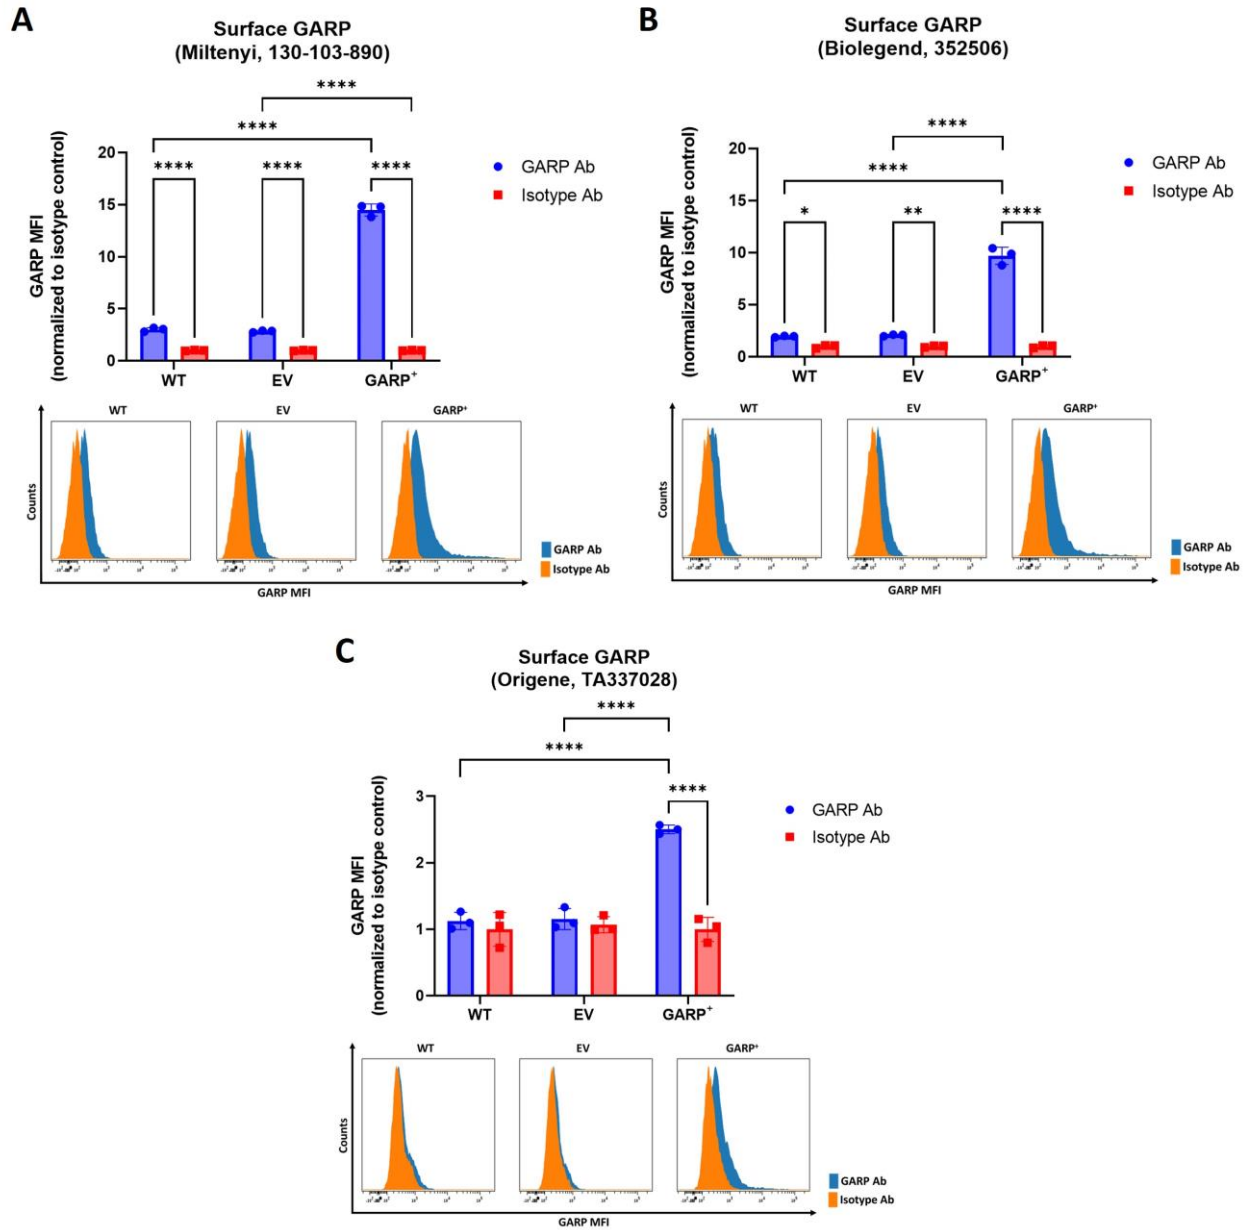 A
Surface GARP
(Miltenyi, 130-103-890)
****
****
**** **** ****
GARP MFI
(normalized to isotype control)
20
15
10
5
0
WT EV GARP+
GARP Ab
Isotype Ab
WT EV GARP+
Counts
GARP MFI
GARP Ab
Isotype Ab
B
Surface GARP
(Biolegend, 352506)
****
****
* ** ****
GARP MFI
(normalized to isotype control)
20
15
10
5
0
WT EV GARP+
GARP Ab
Isotype Ab
WT EV GARP+
Counts
GARP MFI
GARP Ab
Isotype Ab
C
Surface GARP
(Origene, TA337028)
****
****
****
GARP MFI
(normalized to isotype control)
3
2
1
0
WT EV GARP+
GARP Ab
Isotype Ab
WT EV GARP+
Counts
GARP MFI
GARP Ab
Isotype Ab